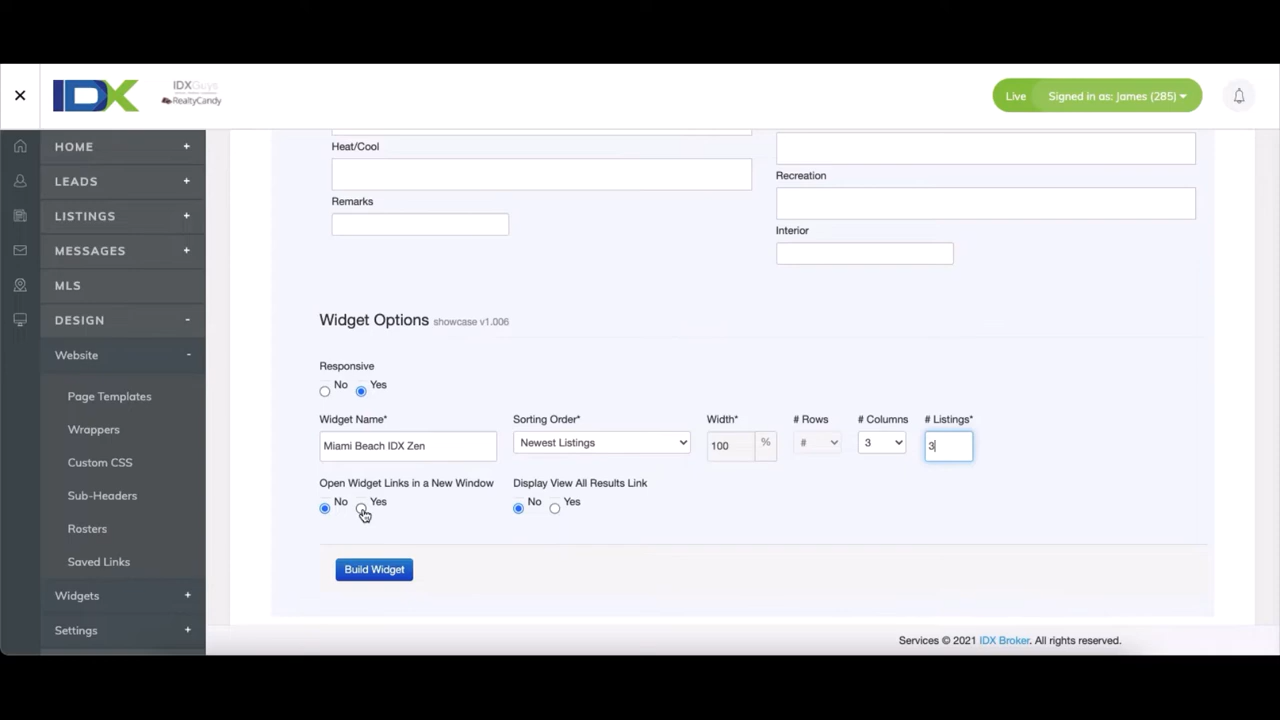 IDX
IDXGuys
RealtyCandy
Live
Signed in as: James (285)
HOME +
LEADS +
LISTINGS +
MESSAGES +
MLS
DESIGN -
Website -
Page Templates
Wrappers
Custom CSS
Sub-Headers
Rosters
Saved Links
Widgets +
Settings +
Heat/Cool
Remarks
Recreation
Interior
Widget Options showcase v1.006
Responsive
No Yes
Widget Name* Sorting Order* Width* # Rows # Columns # Listings*
Miami Beach IDX Zen Newest Listings 100 % # 3 3
Open Widget Links in a New Window Display View All Results Link
No Yes No Yes
Build Widget
Services © 2021 IDX Broker. All rights reserved.